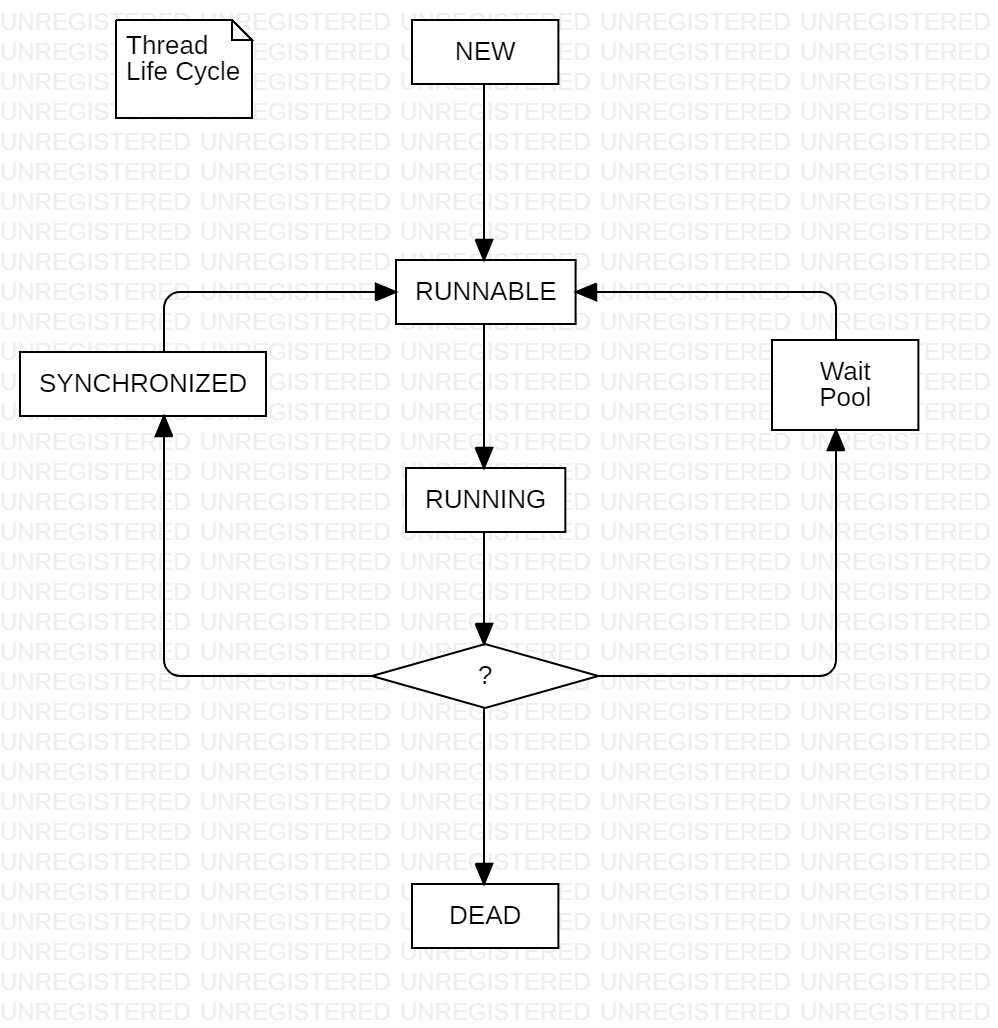 Thread
Life Cycle
NEW
RUNNABLE
SYNCHRONIZED
Wait
Pool
RUNNING
?
DEAD
UNREGISTERED UNREGISTERED UNREGISTERED UNREGISTERED UNREGISTERED